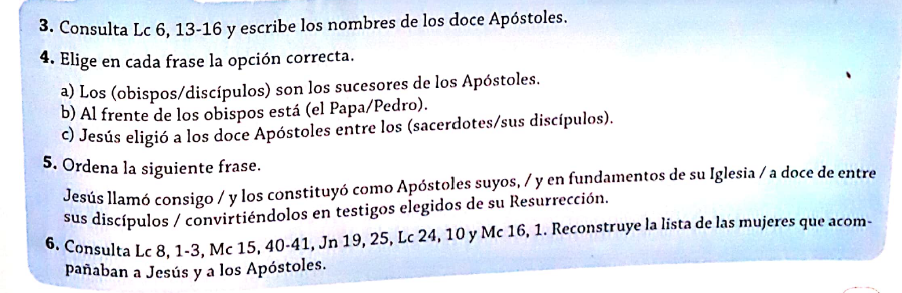 3. Consulta Lc 6, 13-16 y escribe los nombres de los doce Apóstoles.
4. Elige en cada frase la opción correcta.
a) Los (obispos/discípulos) son los sucesores de los Apóstoles.
b) Al frente de los obispos está (el Papa/Pedro).
c) Jesús eligió a los doce Apóstoles entre los (sacerdotes/sus discípulos).
5. Ordena la siguiente frase.
Jesús llamó consigo / y los constituyó como Apóstoles suyos, / y en fundamentos de su Iglesia / a doce de entre
sus discípulos / convirtiéndolos en testigos elegidos de su Resurrección.
6. Consulta Lc 8, 1-3, Mc 15, 40-41, Jn 19, 25, Lc 24, 10 y Mc 16, 1. Reconstruye la lista de las mujeres que acom-
pañaban a Jesús y a los Apóstoles.